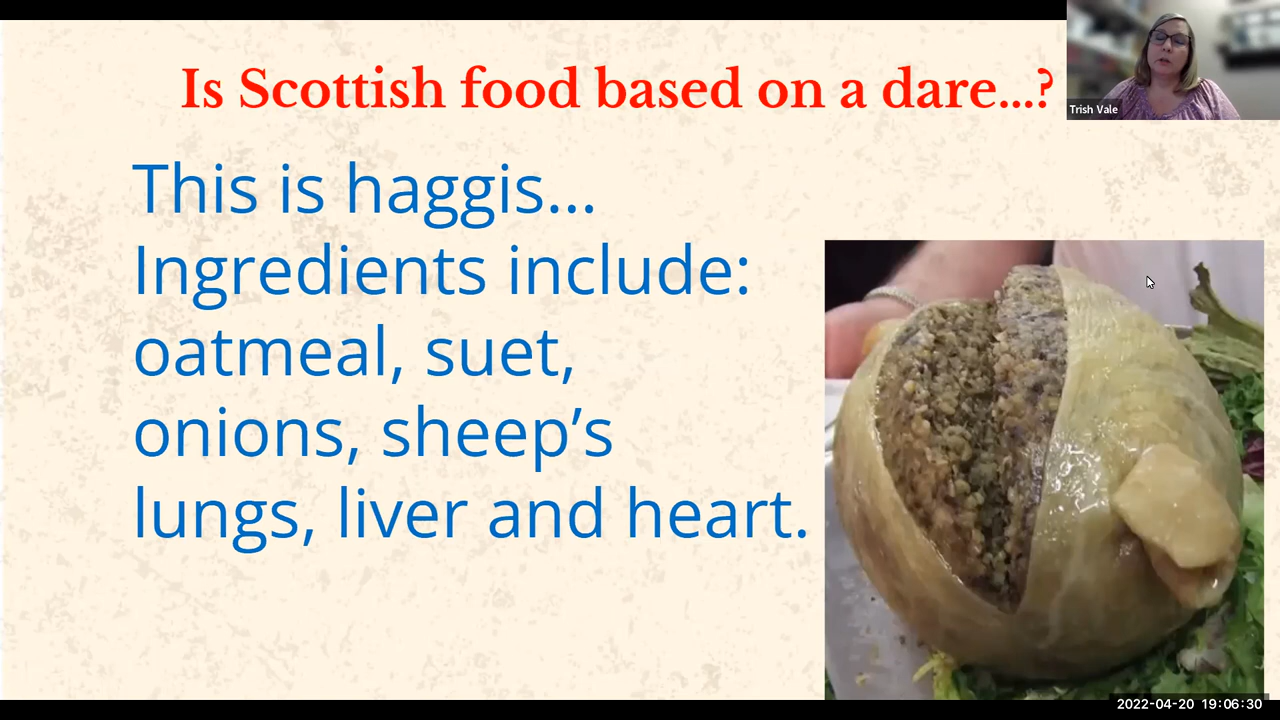 Is Scottish food based on a dare...?
Trish Vale
This is haggis...
Ingredients include:
oatmeal, suet,
onions, sheep’s
lungs, liver and heart.
2022-04-20 19:06:30